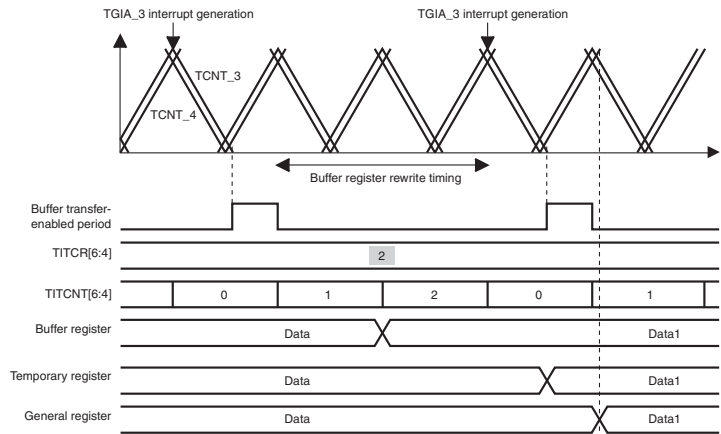 TGIA_3 interrupt generation
TGIA_3 interrupt generation
TCNT_3
TCNT_4
Buffer register rewrite timing
Buffer transfer-
enabled period
TITCR[6:4]
2
TITCNT[6:4]
0
1
2
0
1
Buffer register
Data
Data1
Temporary register
Data
Data1
General register
Data
Data1